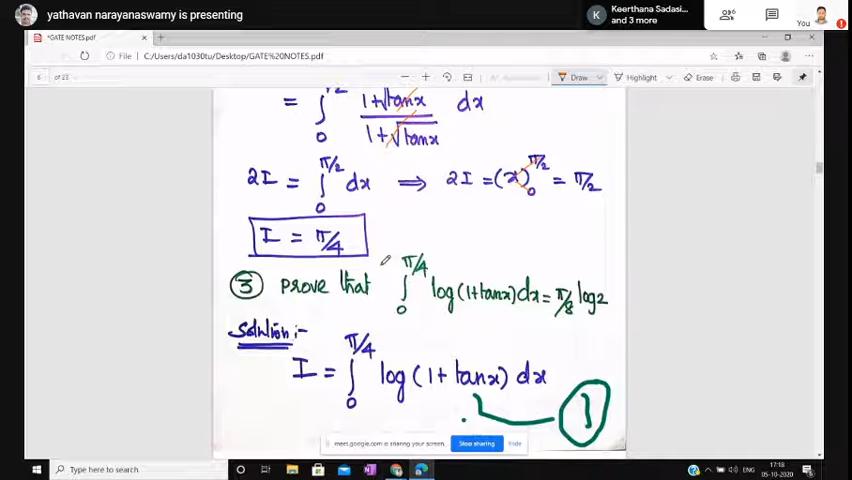 yathavan narayanaswamy is presenting
Keerthana Sadasi...
and 3 more
6
You
*GATE NOTES.pdf
File
C:/Users/da1030tu/Desktop/GATE%20NOTES.pdf
6 of 23
Draw
Highlight
Erase
= ∫₀^π/2 (1+√tanx)/(1+√tanx) dx
2I = ∫₀^π/2 dx ⟹ 2I = (x)₀^π/2 = π/2
I = π/4
③ prove that ∫₀^π/4 log(1+tanx)dx = π/8 log2
Solution:-
I = ∫₀^π/4 log(1+tanx) dx
①
meet.google.com is sharing your screen.
Stop sharing
Hide
Type here to search
17:18
05-10-2020